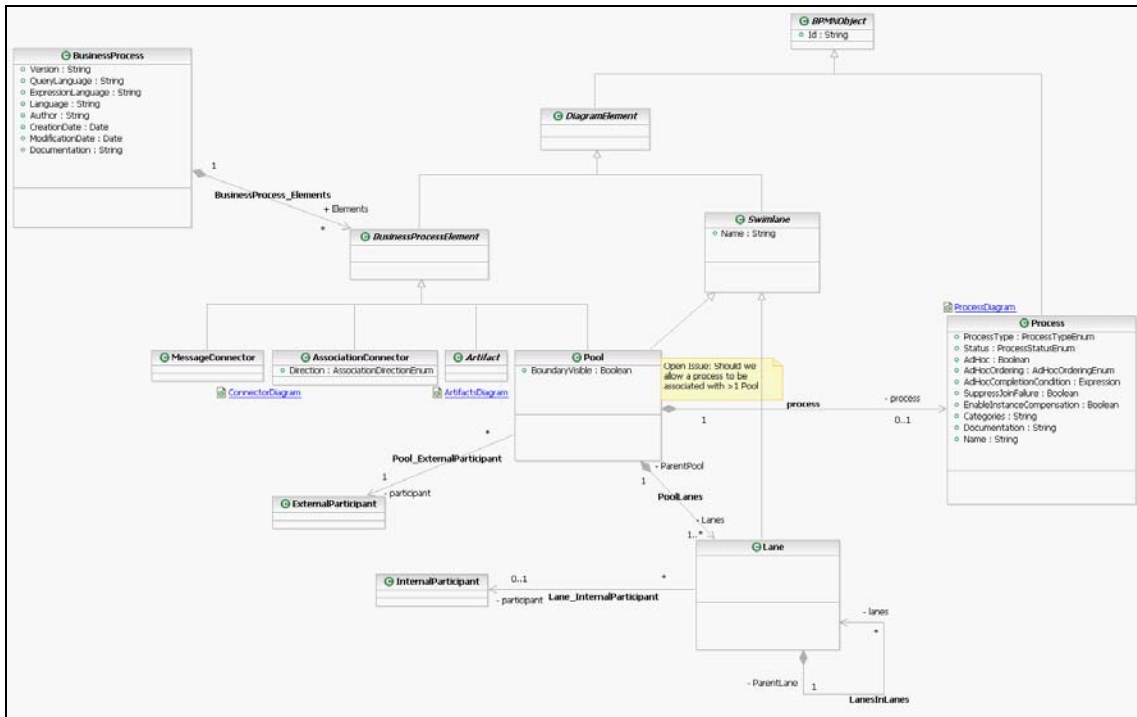 BPMNObject
Id : String
BusinessProcess
Version : String
QueryLanguage : String
ExpressionLanguage : String
Language : String
Author : String
CreationDate : Date
ModificationDate : Date
Documentation : String
DiagramElement
1
BusinessProcess_Elements
+ Elements
*
BusinessProcessElement
Swimlane
Name : String
MessageConnector
AssociationConnector
Direction : AssociationDirectionEnum
Artifact
Pool
BoundaryVisible : Boolean
ConnectorDiagram
ArtifactsDiagram
Open Issue: Should we
allow a process to be
associated with >1 Pool
ProcessDiagram
Process
ProcessType : ProcessTypeEnum
Status : ProcessStatusEnum
AdHoc : Boolean
AdHocOrdering : AdHocOrderingEnum
AdHocCompletionCondition : Expression
SuppressJoinFailure : Boolean
EnableInstanceCompensation : Boolean
Categories : String
Documentation : String
Name : String
process
- process
1
0..1
*
Pool_ExternalParticipant
1
- participant
ExternalParticipant
- ParentPool
1
PoolLanes
- Lanes
1..*
Lane
InternalParticipant
0..1
*
- participant
Lane_InternalParticipant
- lanes
*
- ParentLane
1
LanesInLanes